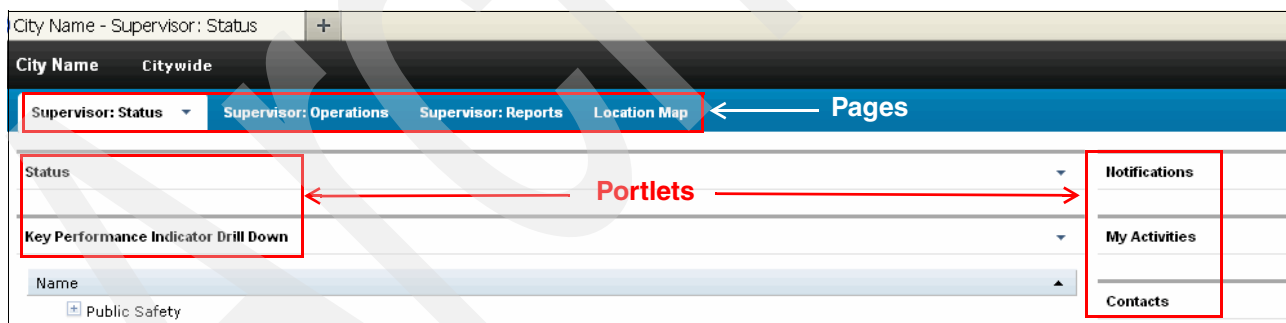 City Name - Supervisor: Status +
City Name Citywide
Supervisor: Status Supervisor: Operations Supervisor: Reports Location Map Pages
Status Portlets Notifications
Key Performance Indicator Drill Down My Activities
Name
Public Safety Contacts